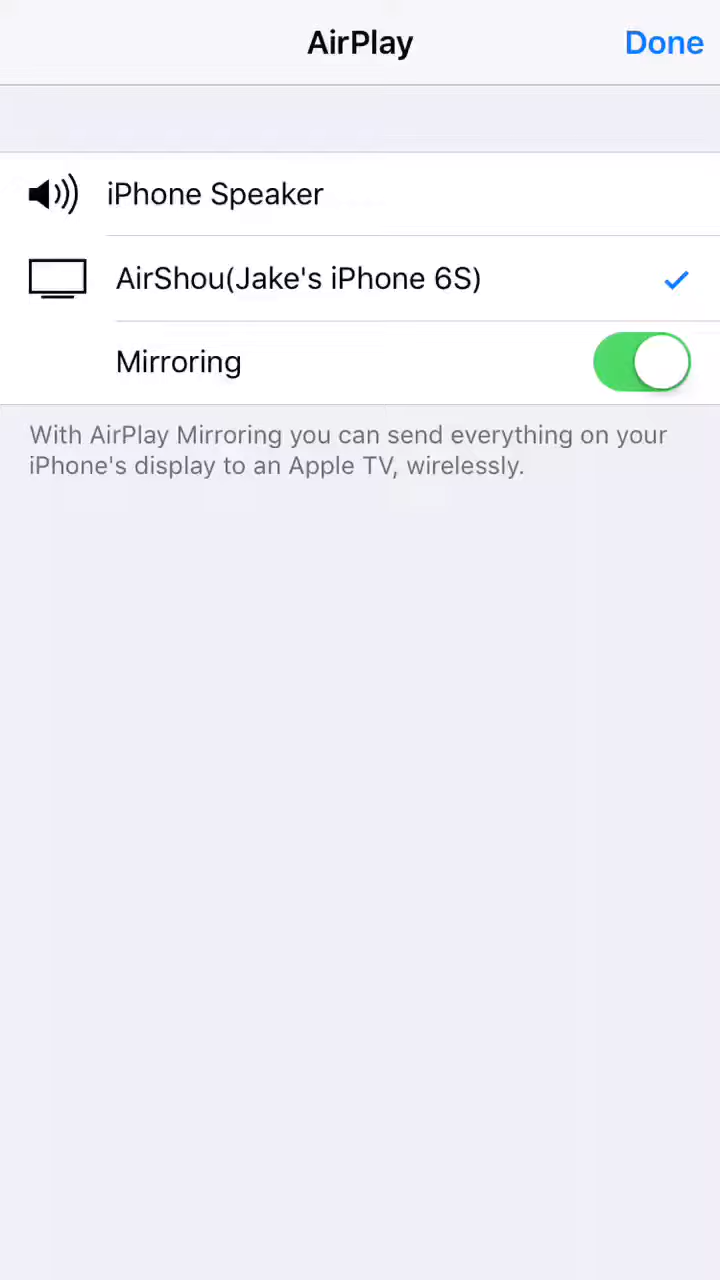 AirPlay
Done
iPhone Speaker
AirShou(Jake's iPhone 6S)
Mirroring
With AirPlay Mirroring you can send everything on your
iPhone's display to an Apple TV, wirelessly.